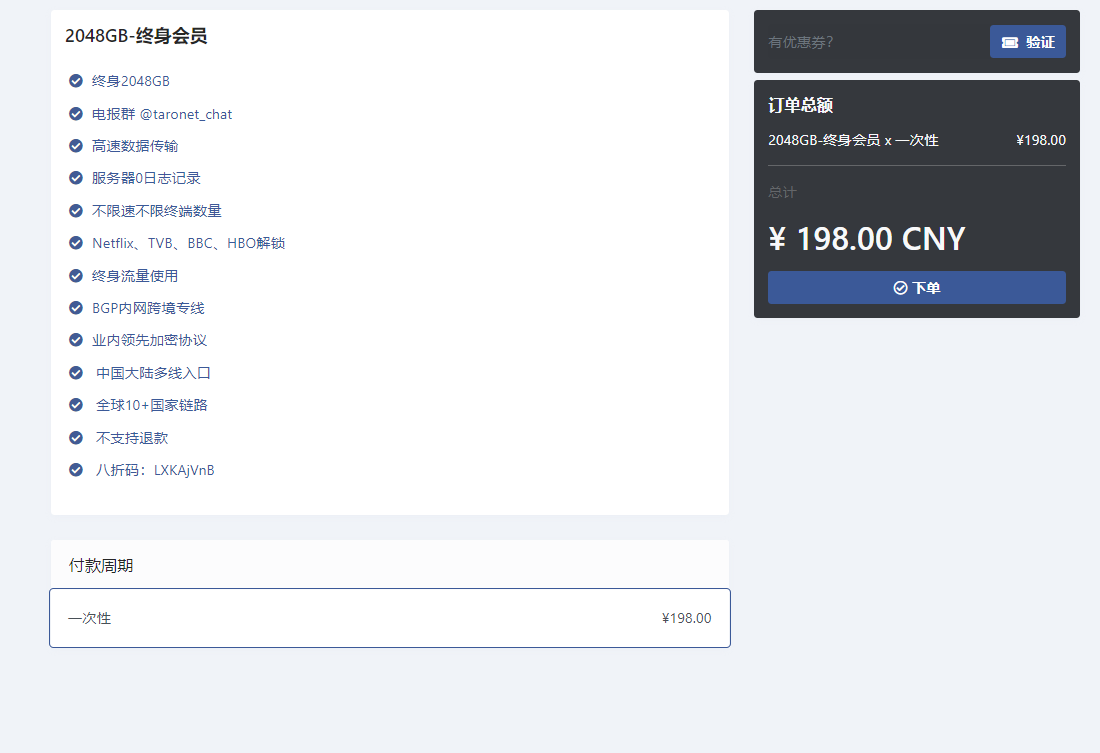 2048GB-终身会员
终身2048GB
电报群 @taronet_chat
高速数据传输
服务器0日志记录
不限速不限终端数量
Netflix、TVB、BBC、HBO解锁
终身流量使用
BGP内网跨境专线
业内领先加密协议
中国大陆多线入口
全球10+国家链路
不支持退款
八折码：LXKAjVnB
付款周期
一次性 ¥198.00
有优惠券？ 验证
订单总额
2048GB-终身会员 x 一次性 ¥198.00
总计
¥ 198.00 CNY
下单